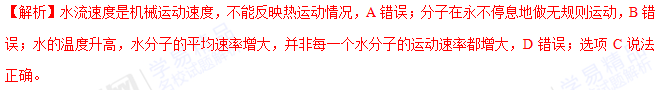 【解析】水流速度是机械运动速度，不能反映热运动情况，A 错误；分子在永不停息地做无规则运动，B 错
误；水的温度升高，水分子的平均速率增大，并非每一个水分子的运动速率都增大，D 错误；选项 C 说法
正确。